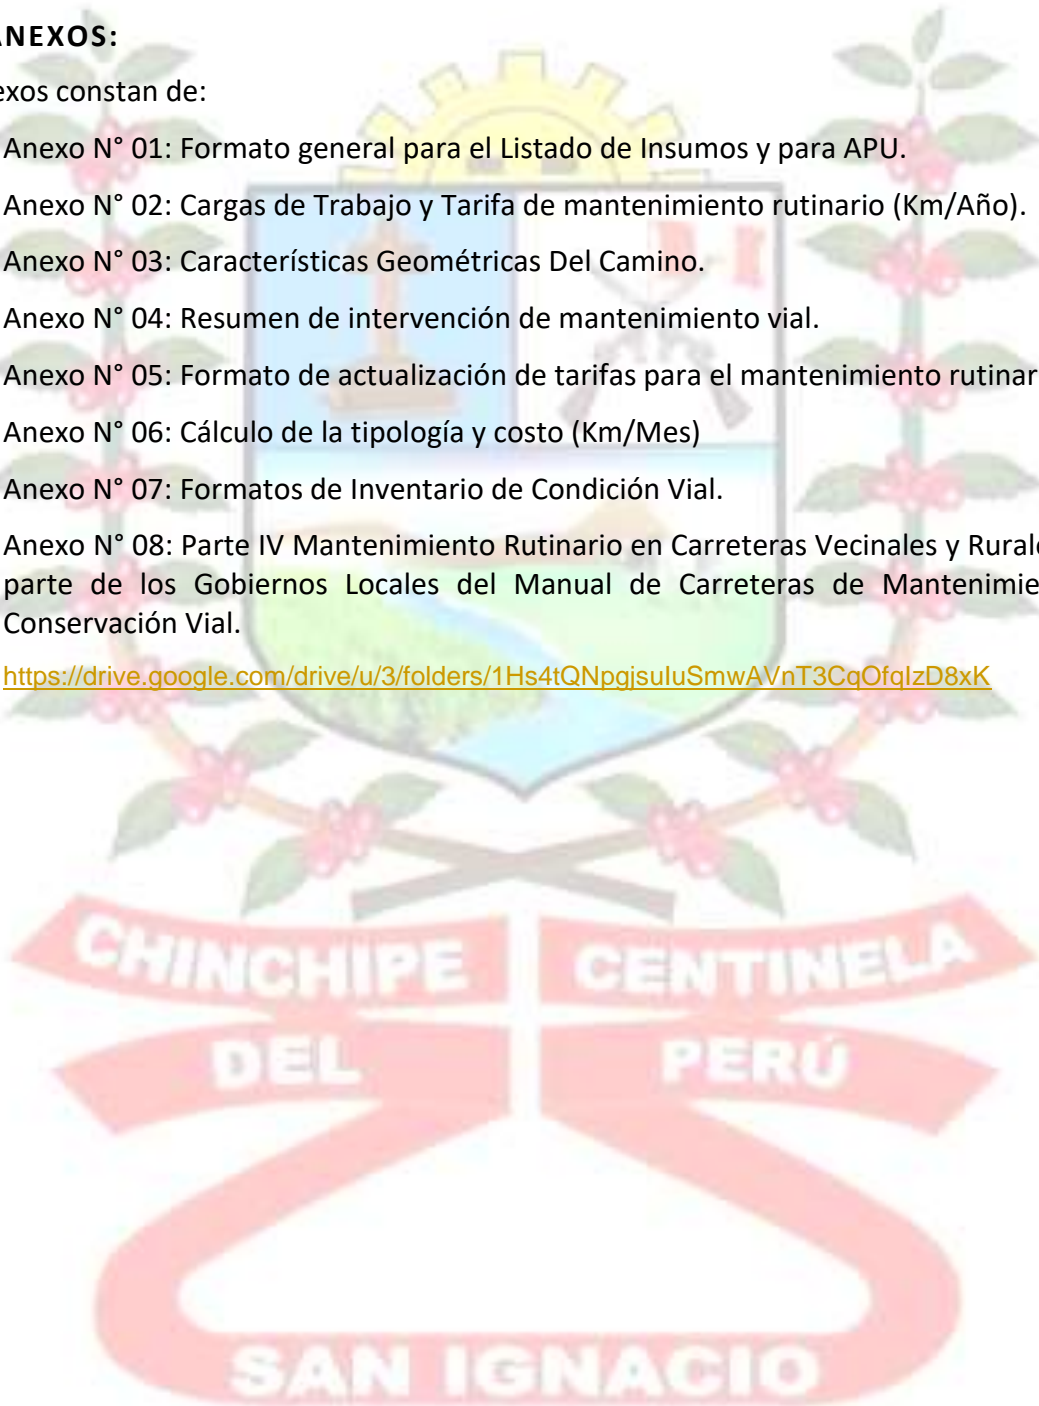 ANEXOS:
exos constan de:
Anexo N° 01: Formato general para el Listado de Insumos y para APU.
Anexo N° 02: Cargas de Trabajo y Tarifa de mantenimiento rutinario (Km/Año).
Anexo N° 03: Características Geométricas Del Camino.
Anexo N° 04: Resumen de intervención de mantenimiento vial.
Anexo N° 05: Formato de actualización de tarifas para el mantenimiento rutinar
Anexo N° 06: Cálculo de la tipología y costo (Km/Mes)
Anexo N° 07: Formatos de Inventario de Condición Vial.
Anexo N° 08: Parte IV Mantenimiento Rutinario en Carreteras Vecinales y Rurale
parte de los Gobiernos Locales del Manual de Carreteras de Mantenimie
Conservación Vial.
https://drive.google.com/drive/u/3/folders/1Hs4tQNpgjsuIuSmwAVnT3CqOfqIzD8xK
CHINCHIPE CENTINELA
DEL PERÚ
SAN IGNACIO